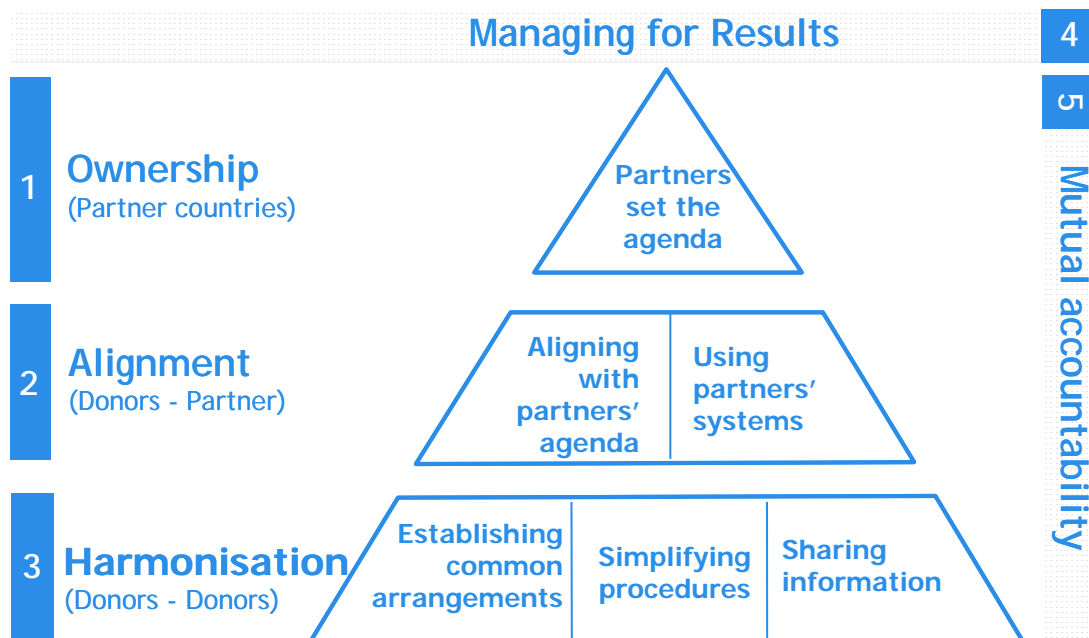 Managing for Results
4
5
Mutual accountability
1
Ownership
(Partner countries)
Partners
set the
agenda
2
Alignment
(Donors - Partner)
Aligning
with
partners’
agenda
Using
partners’
systems
3
Harmonisation
(Donors - Donors)
Establishing
common
arrangements
Simplifying
procedures
Sharing
information